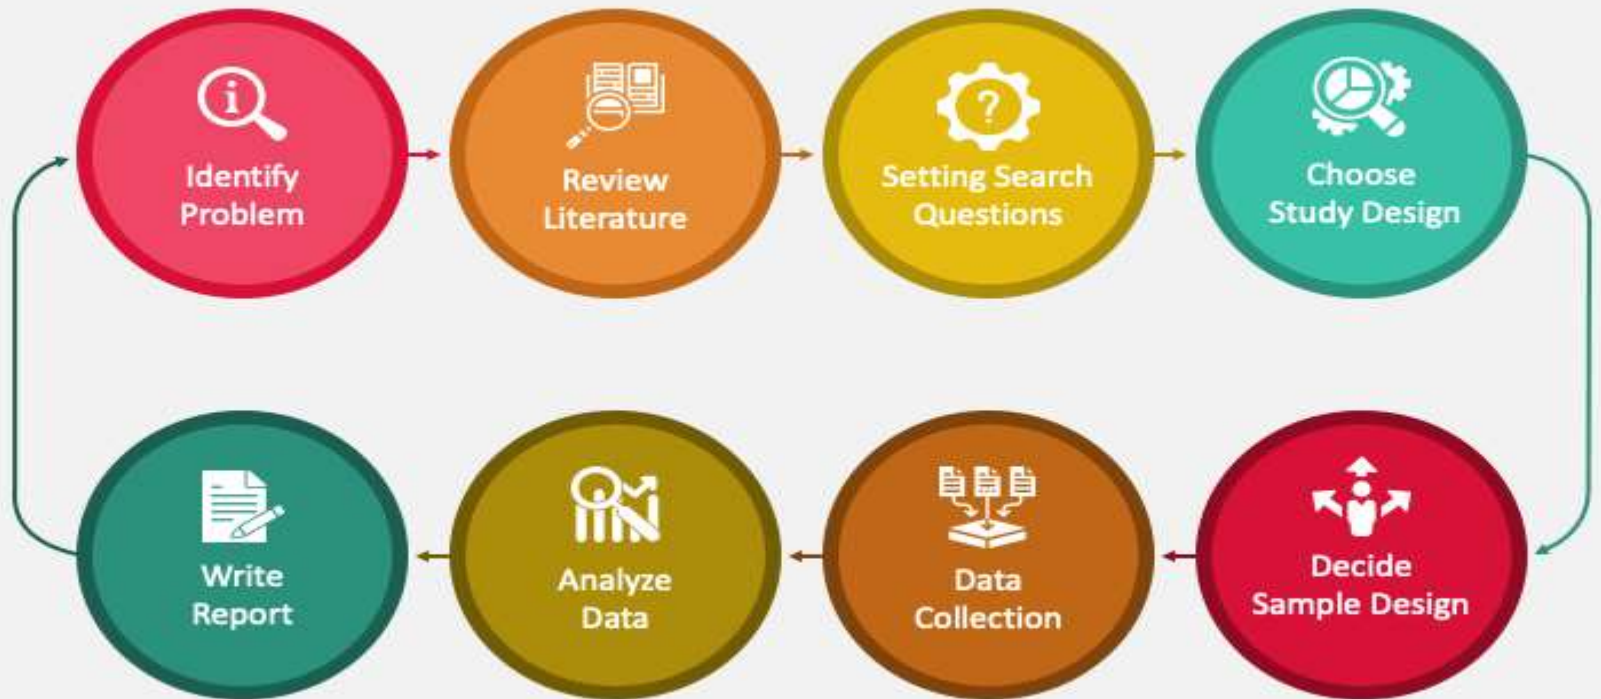 Identify
Problem
Review
Literature
?
Setting Search
Questions
Choose
Study Design
Write
Report
Analyze
Data
Data
Collection
Decide
Sample Design